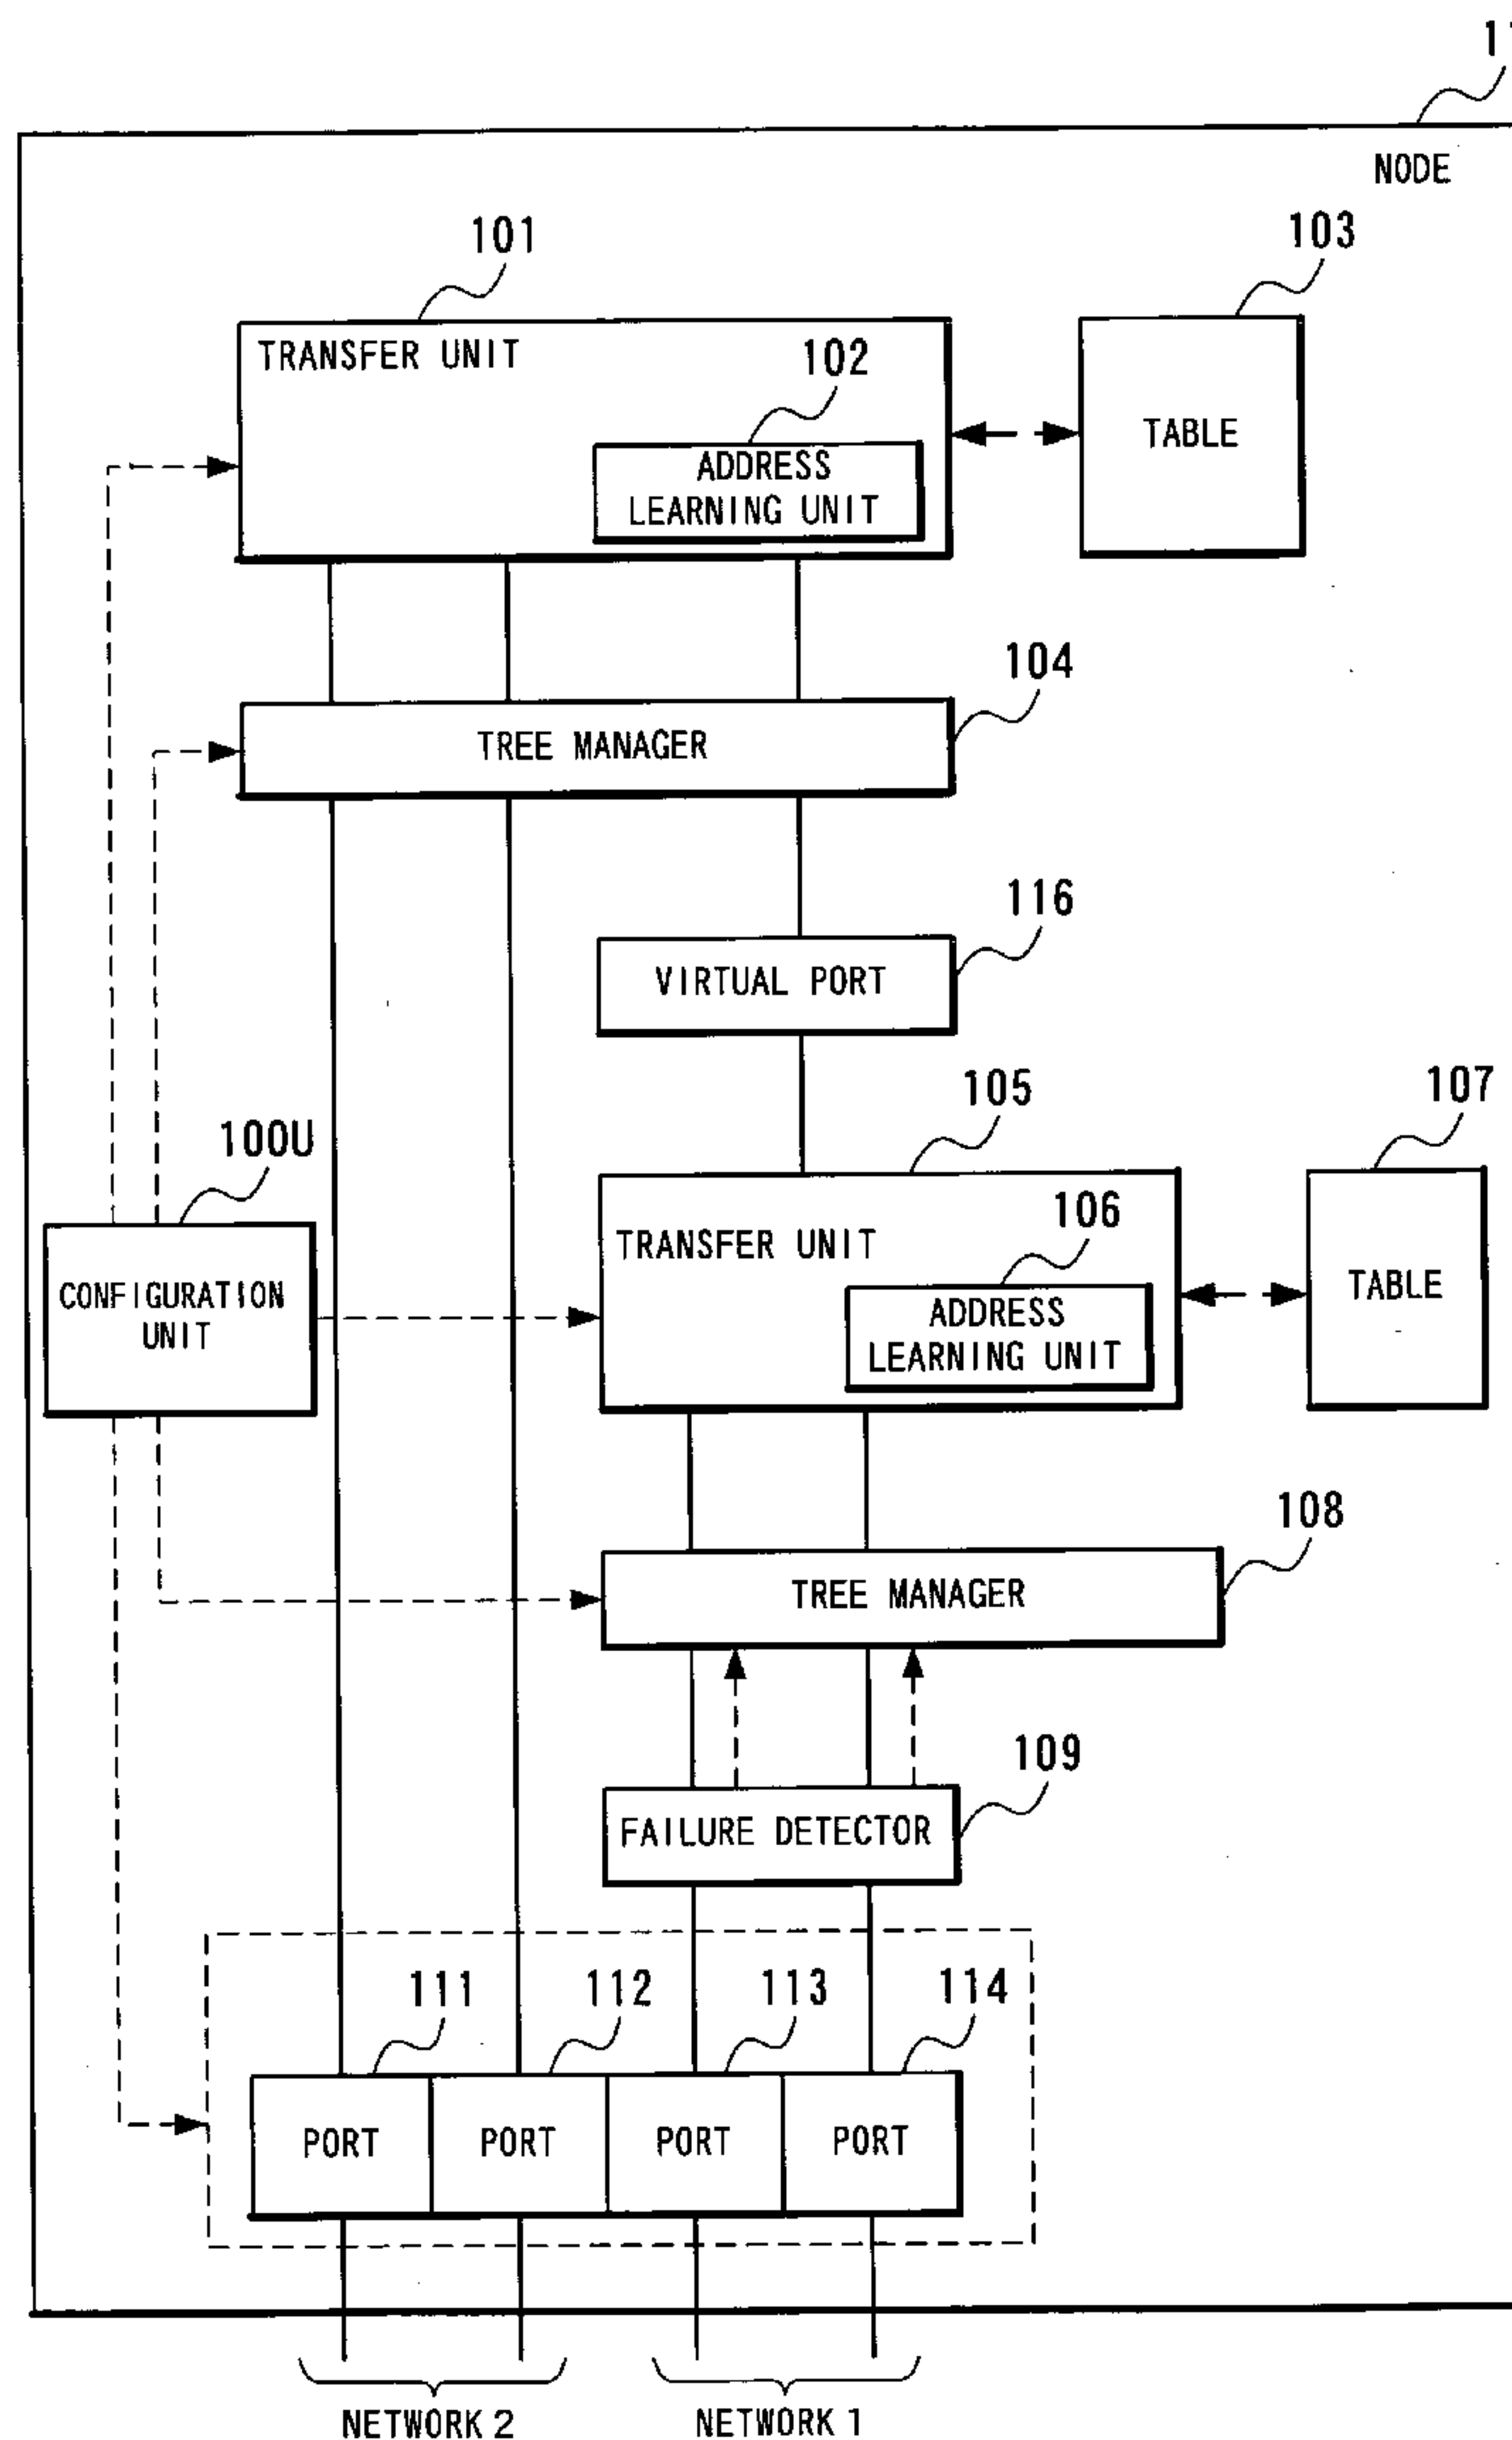 NODE
101
103
TRANSFER UNIT
102
TABLE
ADDRESS
LEARNING UNIT
104
TREE MANAGER
116
VIRTUAL PORT
105
107
100U
106
TRANSFER UNIT
CONFIGURATION
UNIT
TABLE
ADDRESS
LEARNING UNIT
108
TREE MANAGER
109
FAILURE DETECTOR
111
112
113
114
PORT
PORT
PORT
PORT
NETWORK 2
NETWORK 1